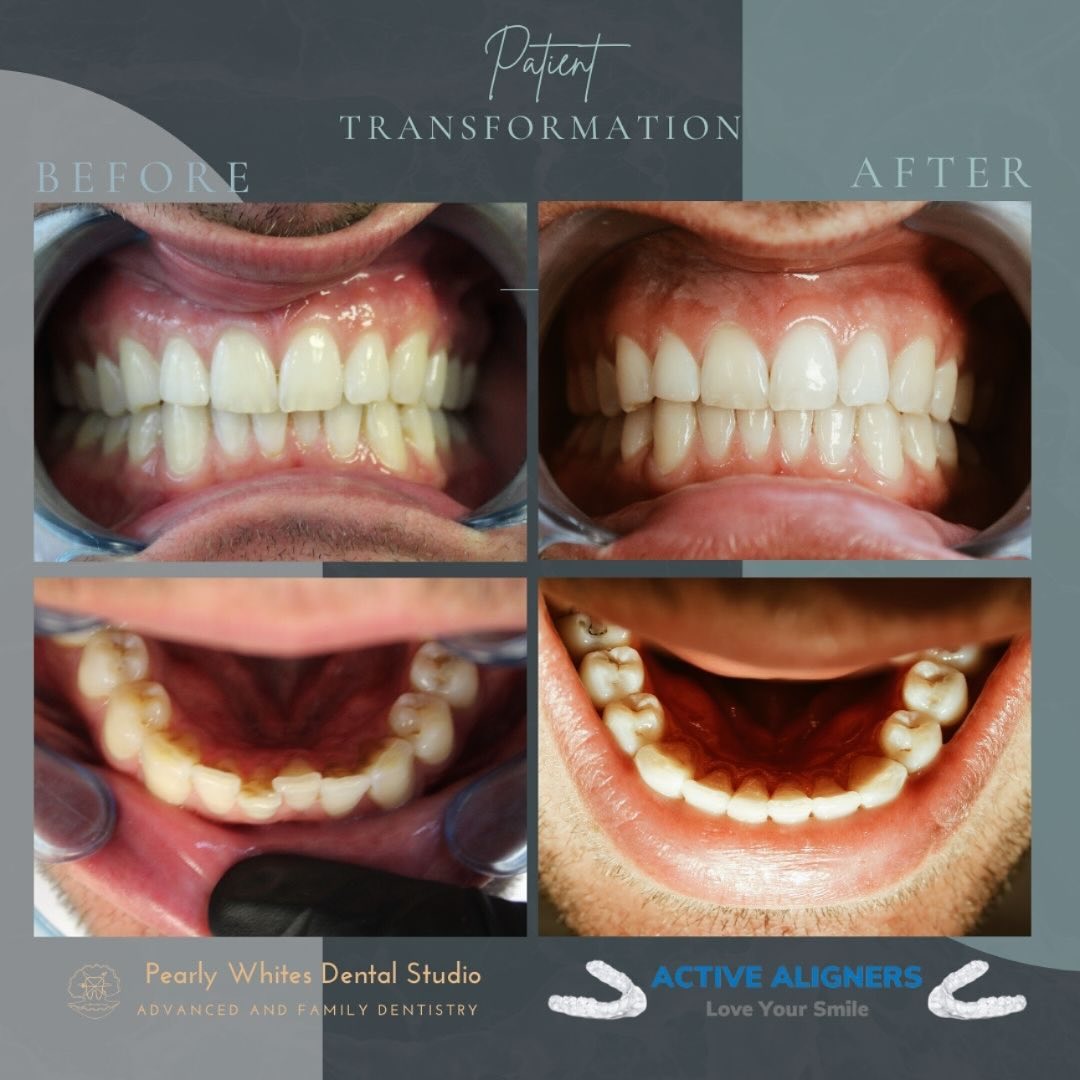 Patient
TRANSFORMATION
BEFORE
AFTER
Pearly Whites Dental Studio
ADVANCED AND FAMILY DENTISTRY
ACTIVE ALIGNERS
Love Your Smile